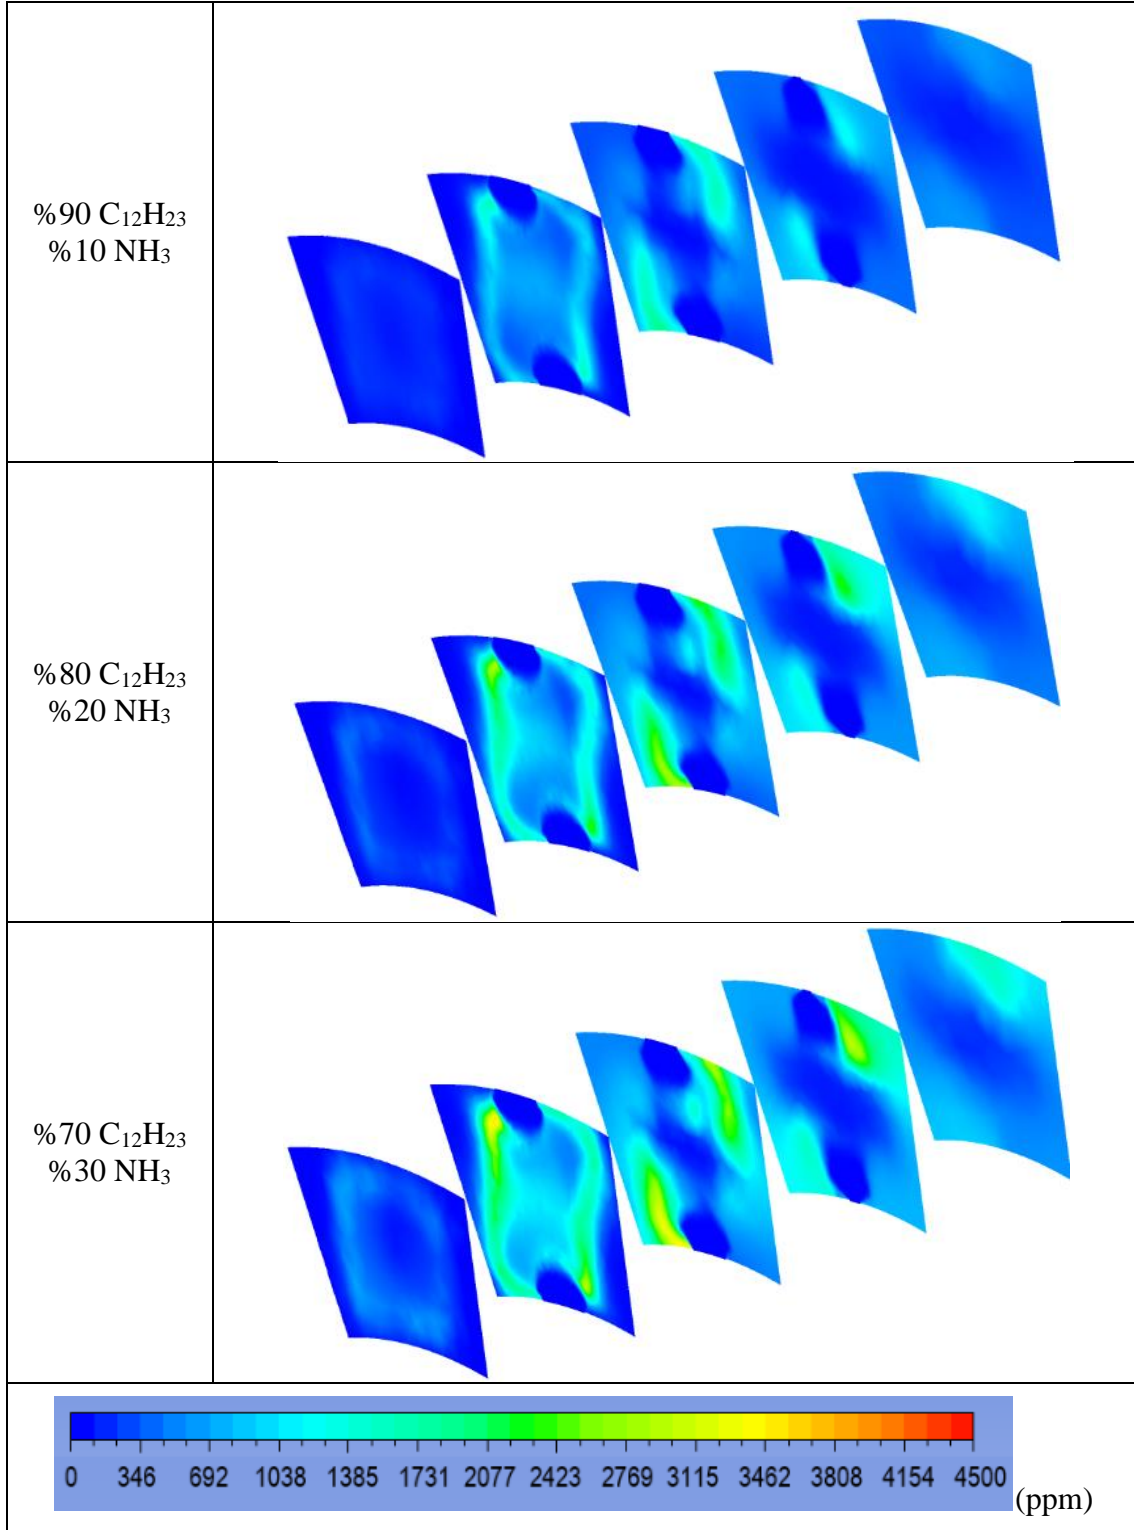 %90 C₁₂H₂₃
%10 NH₃
%80 C₁₂H₂₃
%20 NH₃
%70 C₁₂H₂₃
%30 NH₃
0 346 692 1038 1385 1731 2077 2423 2769 3115 3462 3808 4154 4500
(ppm)